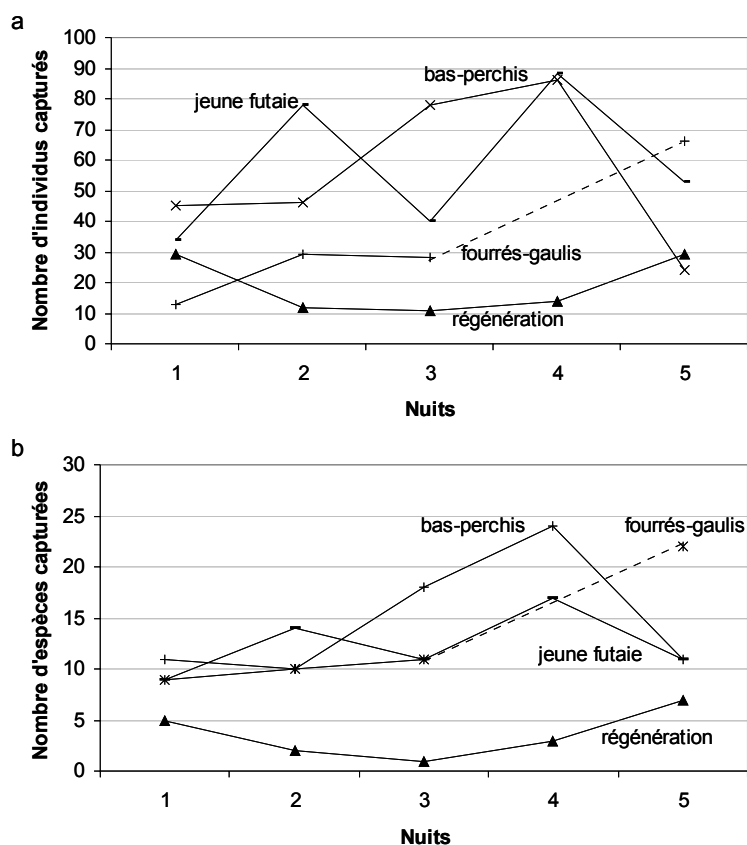 a
Nombre d'individus capturés
100
90
80
70
60
50
40
30
20
10
0
bas-perchis
jeune futaie
fourrés-gaulis
régénération
1 2 3 4 5
Nuits
b
Nombre d'espèces capturées
30
25
20
15
10
5
0
bas-perchis fourrés-gaulis
jeune futaie
régénération
1 2 3 4 5
Nuits